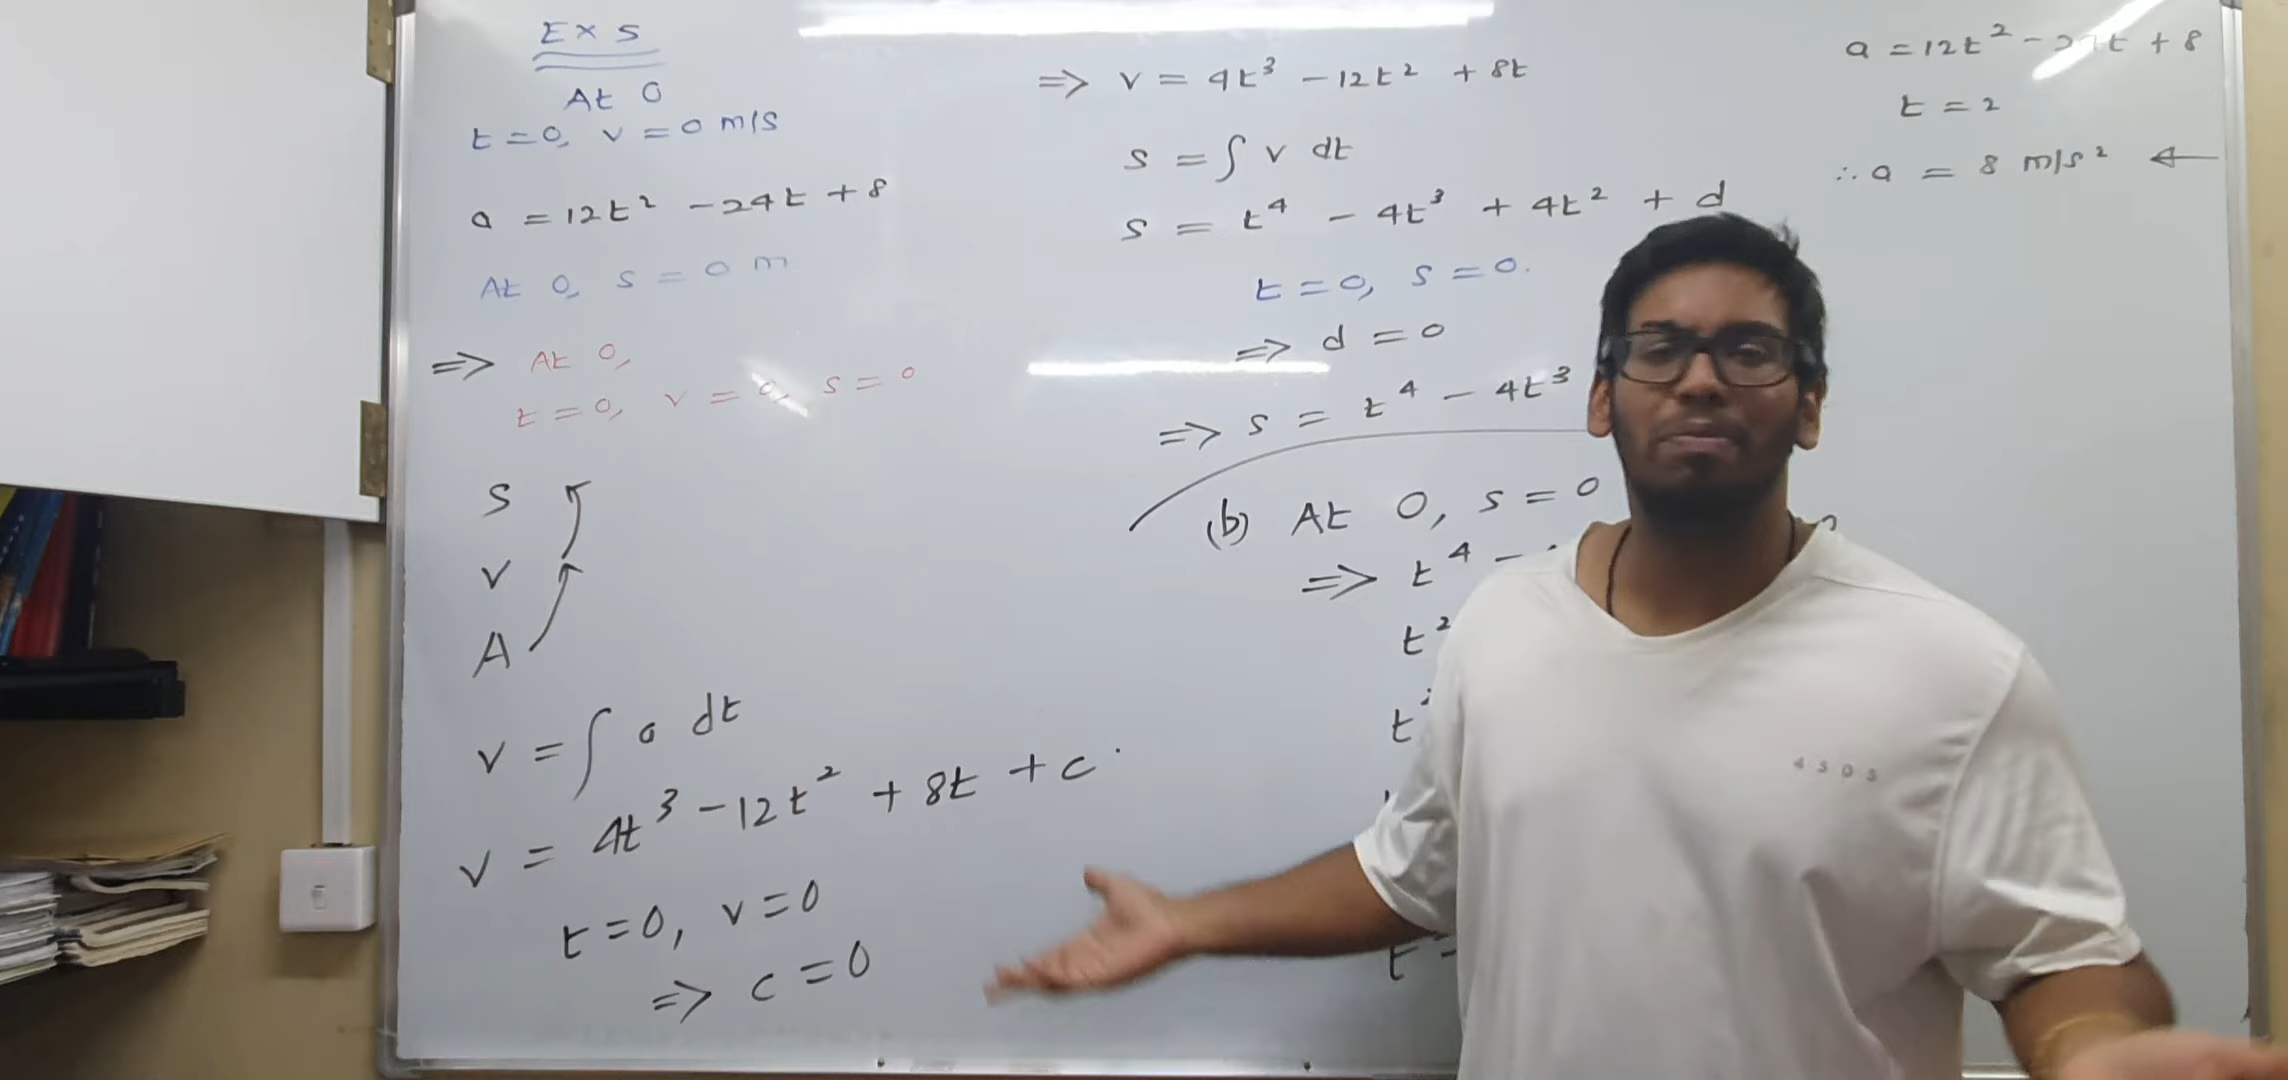 Ex 5
At O
t = 0, v = 0 m/s
a = 12t² - 24t + 8
At O, s = 0 m
=> At O,
t = 0, v = 0, s = 0
S
V
A
v = ∫ a dt
v = 4t³ - 12t² + 8t + c
t = 0, v = 0
=> c = 0
=> v = 4t³ - 12t² + 8t
s = ∫ v dt
s = t⁴ - 4t³ + 4t² + d
t = 0, s = 0.
=> d = 0
=> s = t⁴ - 4t³
(b) At O, s = 0
=> t⁴ -
t²
t
t -
a = 12t² - 24t + 8
t = 2
∴ a = 8 m/s² ←
4505